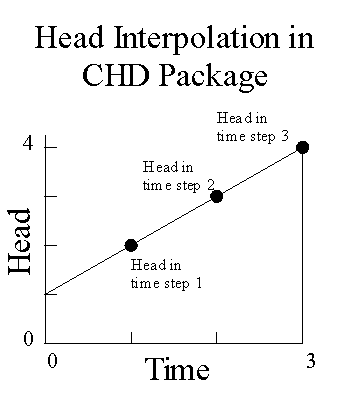 Head Interpolation in
CHD Package
Head in
time step 3
4
Head in
time step 2
Head
Head in
time step 1
0
0
3
Time